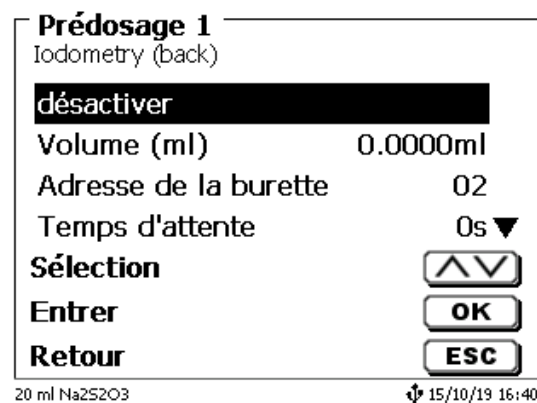 Prédosage 1
Iodometry (back)
désactiver
Volume (ml) 0.0000ml
Adresse de la burette 02
Temps d'attente 0s
Sélection
Entrer OK
Retour ESC
20 ml Na2S2O3 15/10/19 16:40